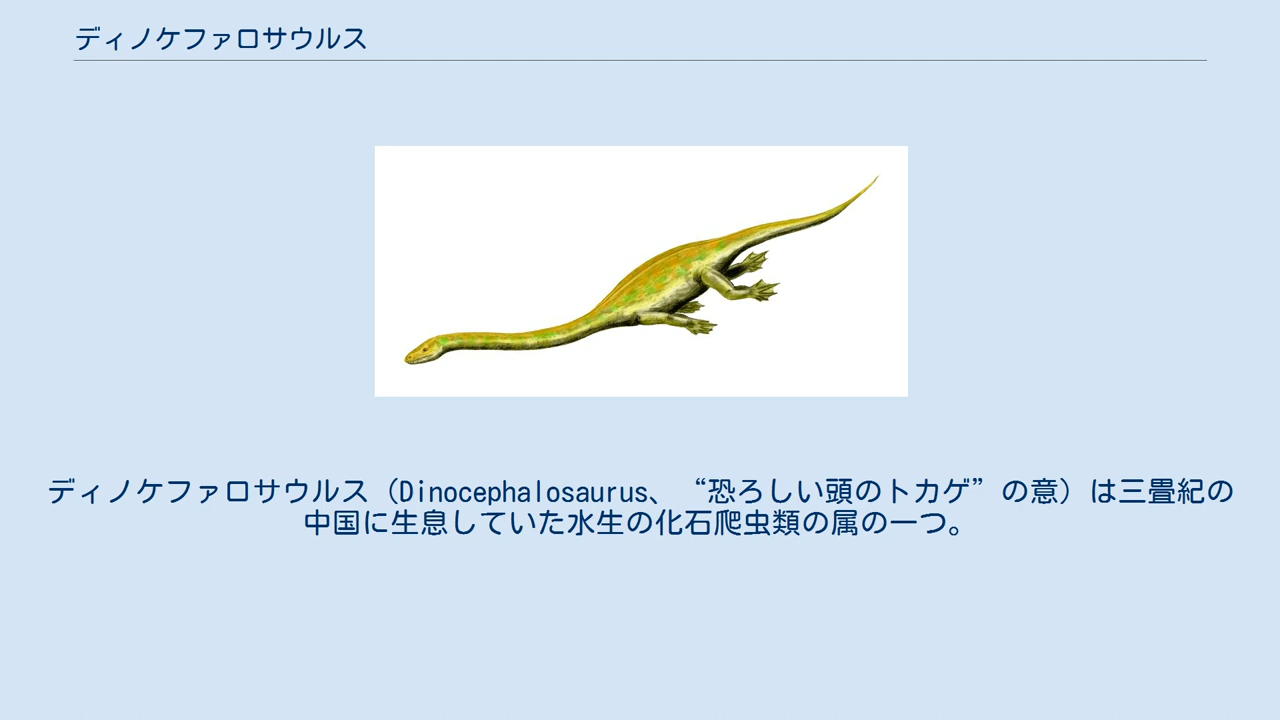 ディノケファロサウルス
ディノケファロサウルス（Dinocephalosaurus、“恐ろしい頭のトカゲ”の意）は三畳紀の
中国に生息していた水生の化石爬虫類の属の一つ。